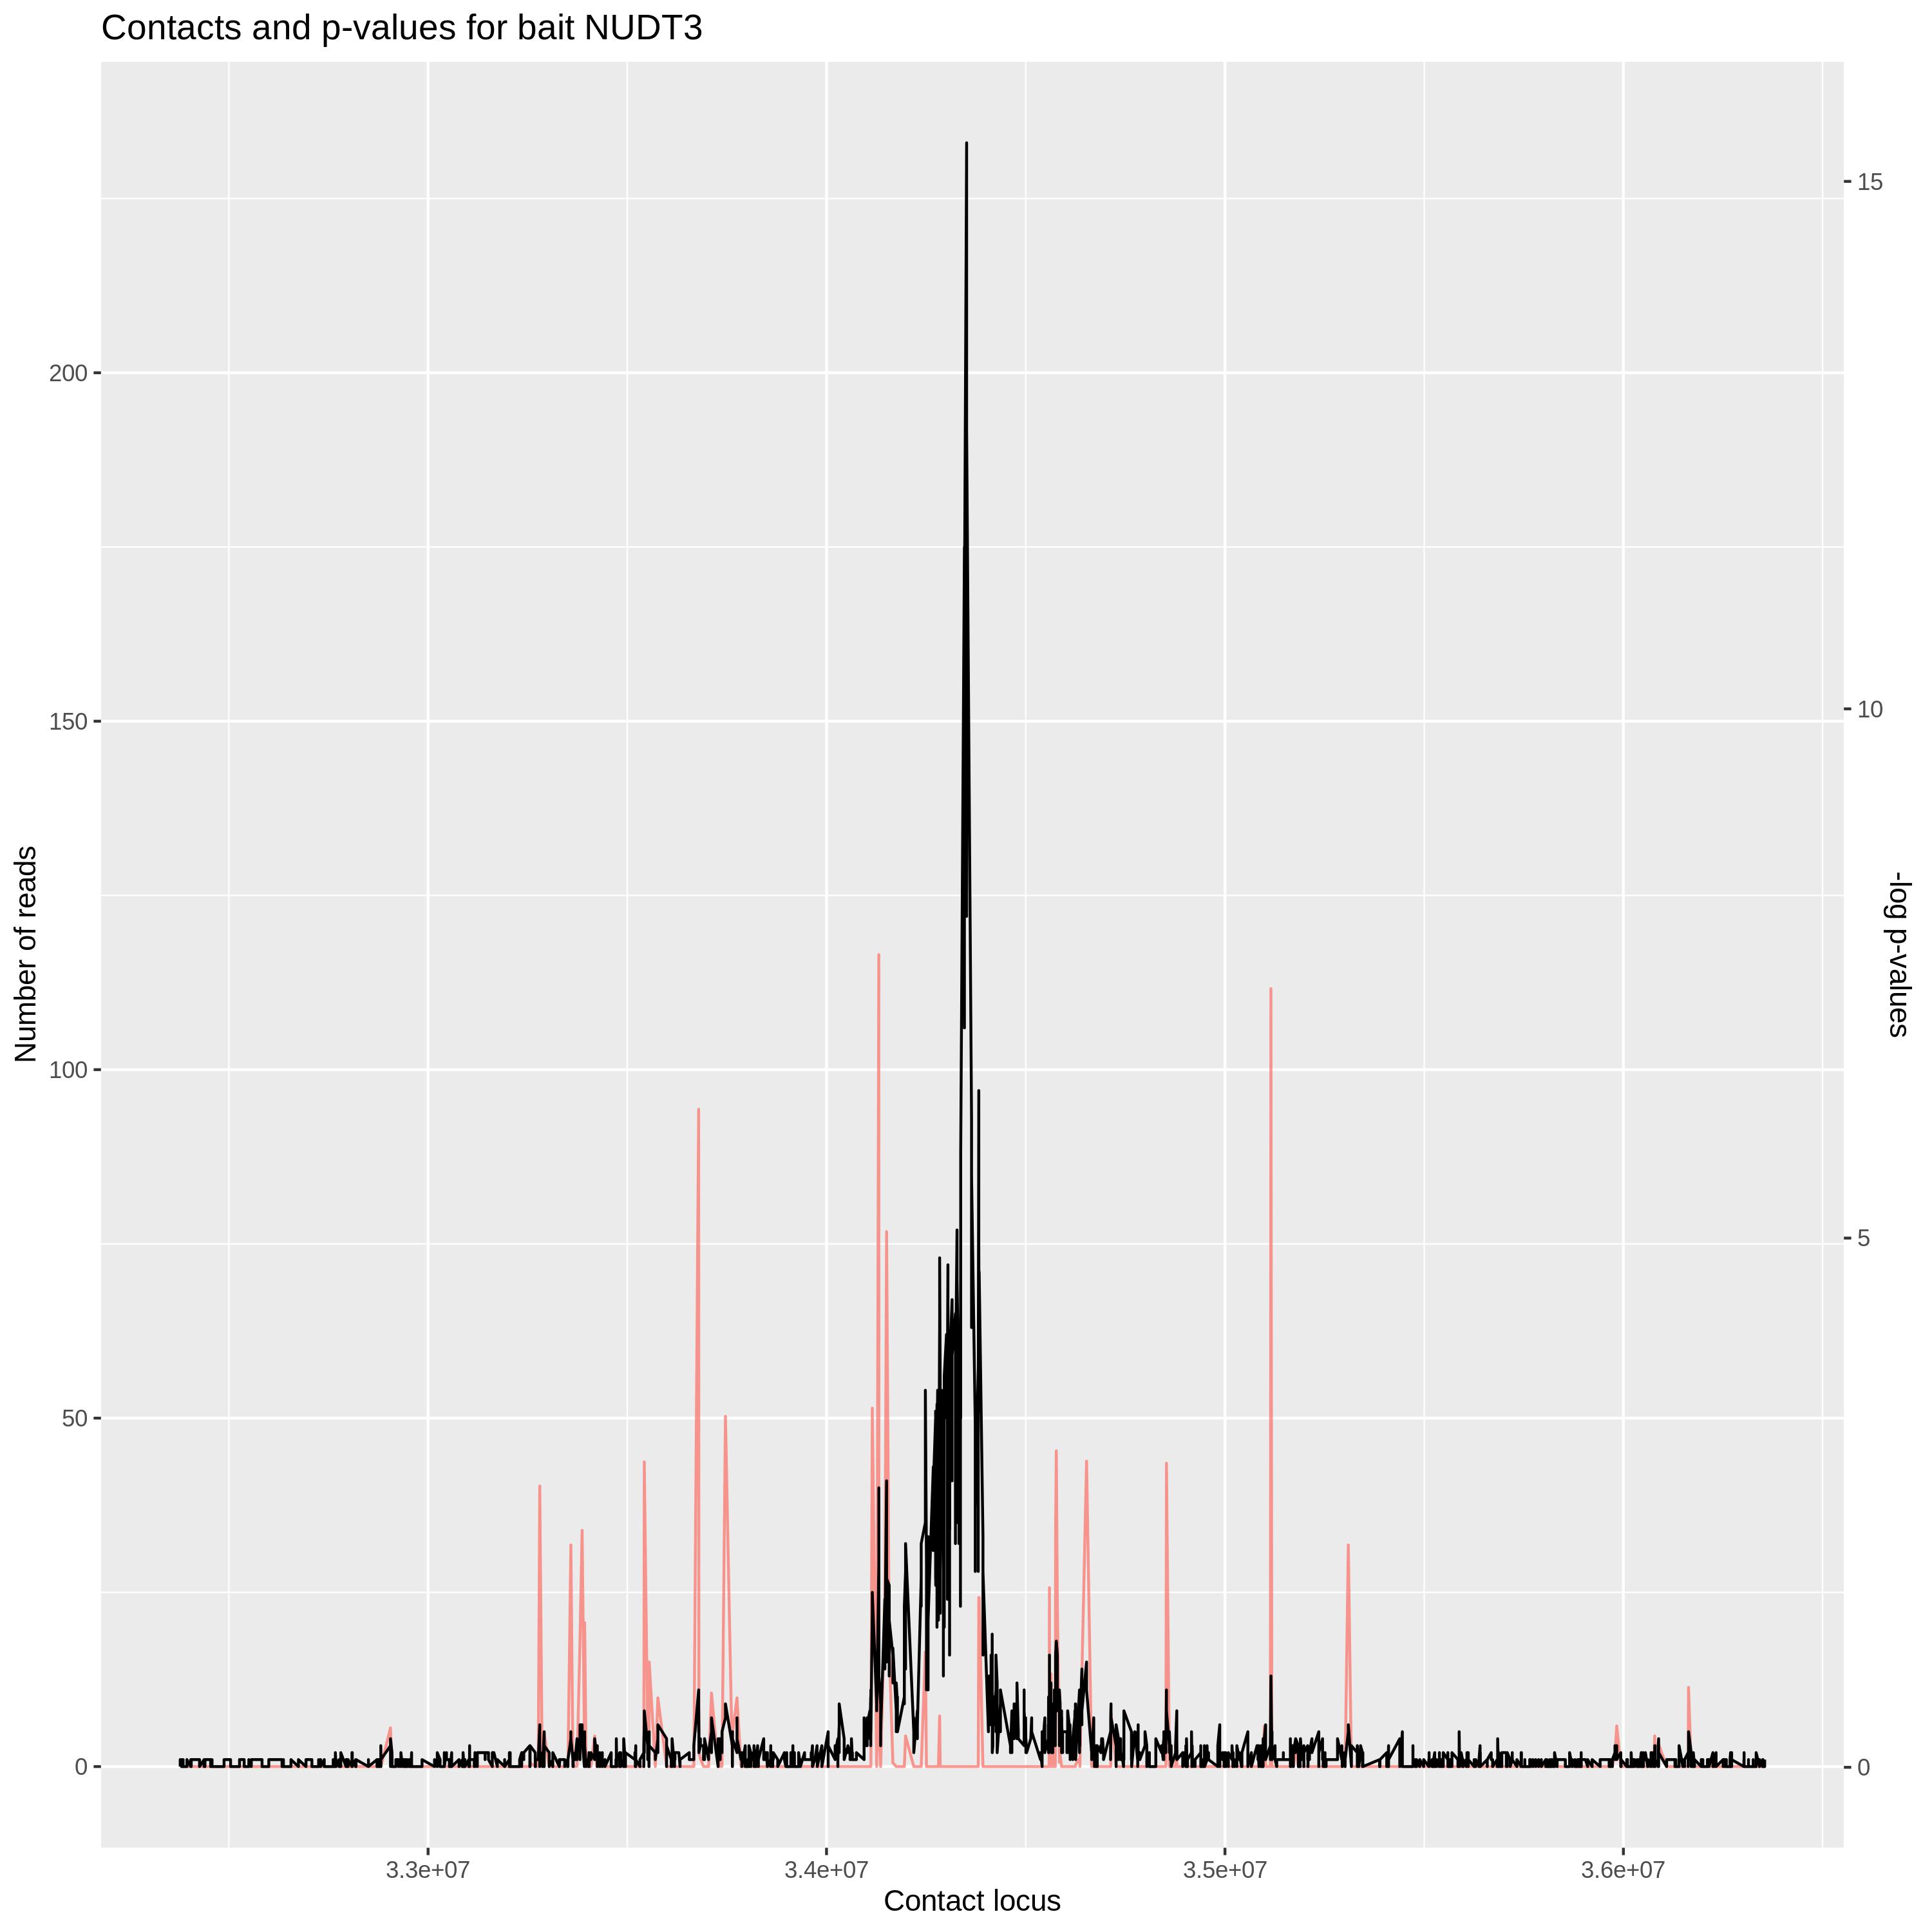 Contacts and p-values for bait NUDT3
Number of reads
200
150
100
50
0
15
10
5
0
-log p-values
3.3e+07
3.4e+07
3.5e+07
3.6e+07
Contact locus